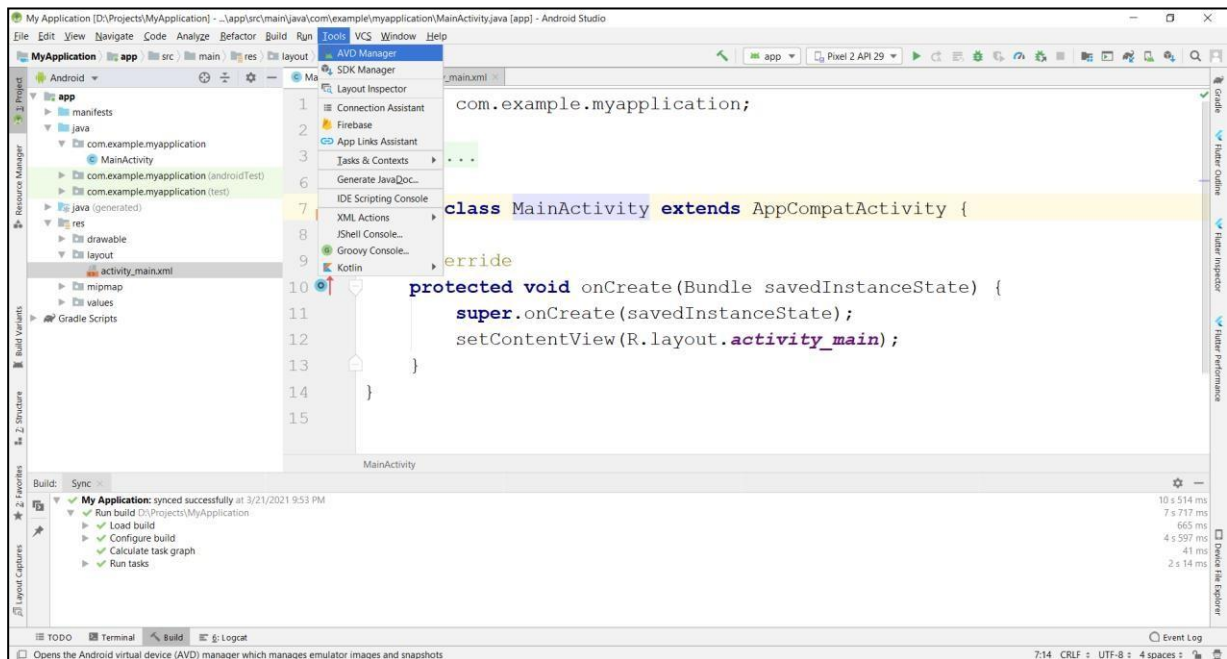 My Application [D:\Projects\MyApplication] - ...\app\src\main\java\com\example\myapplication\MainActivity.java [app] - Android Studio
File Edit View Navigate Code Analyze Refactor Build Run Tools VCS Window Help
MyApplication app src main res layout
app Pixel 2 API 29
AVD Manager
SDK Manager
Layout Inspector
Connection Assistant
Firebase
App Links Assistant
Tasks & Contexts
Generate JavaDoc...
IDE Scripting Console
XML Actions
JShell Console...
Groovy Console...
Kotlin
1: Project
Resource Manager
Build Variants
Z: Structure
2: Favorites
Layout Captures
Android
app
manifests
java
com.example.myapplication
MainActivity
com.example.myapplication (androidTest)
com.example.myapplication (test)
java (generated)
res
drawable
layout
activity_main.xml
mipmap
values
Gradle Scripts
Ma _main.xml
1 com.example.myapplication;
2
3 ...
6
7 class MainActivity extends AppCompatActivity {
8
9 erride
10 protected void onCreate(Bundle savedInstanceState) {
11 super.onCreate(savedInstanceState);
12 setContentView(R.layout.activity_main);
13 }
14 }
15
MainActivity
Gradle
Flutter Outline
Flutter Inspector
Flutter Performance
Device File Explorer
Build: Sync
My Application: synced successfully at 3/21/2021 9:53 PM 10 s 514 ms
Run build D:\Projects\MyApplication 7 s 717 ms
Load build 665 ms
Configure build 4 s 597 ms
Calculate task graph 41 ms
Run tasks 2 s 14 ms
TODO Terminal Build 6: Logcat Event Log
Opens the Android virtual device (AVD) manager which manages emulator images and snapshots 7:14 CRLF UTF-8 4 spaces